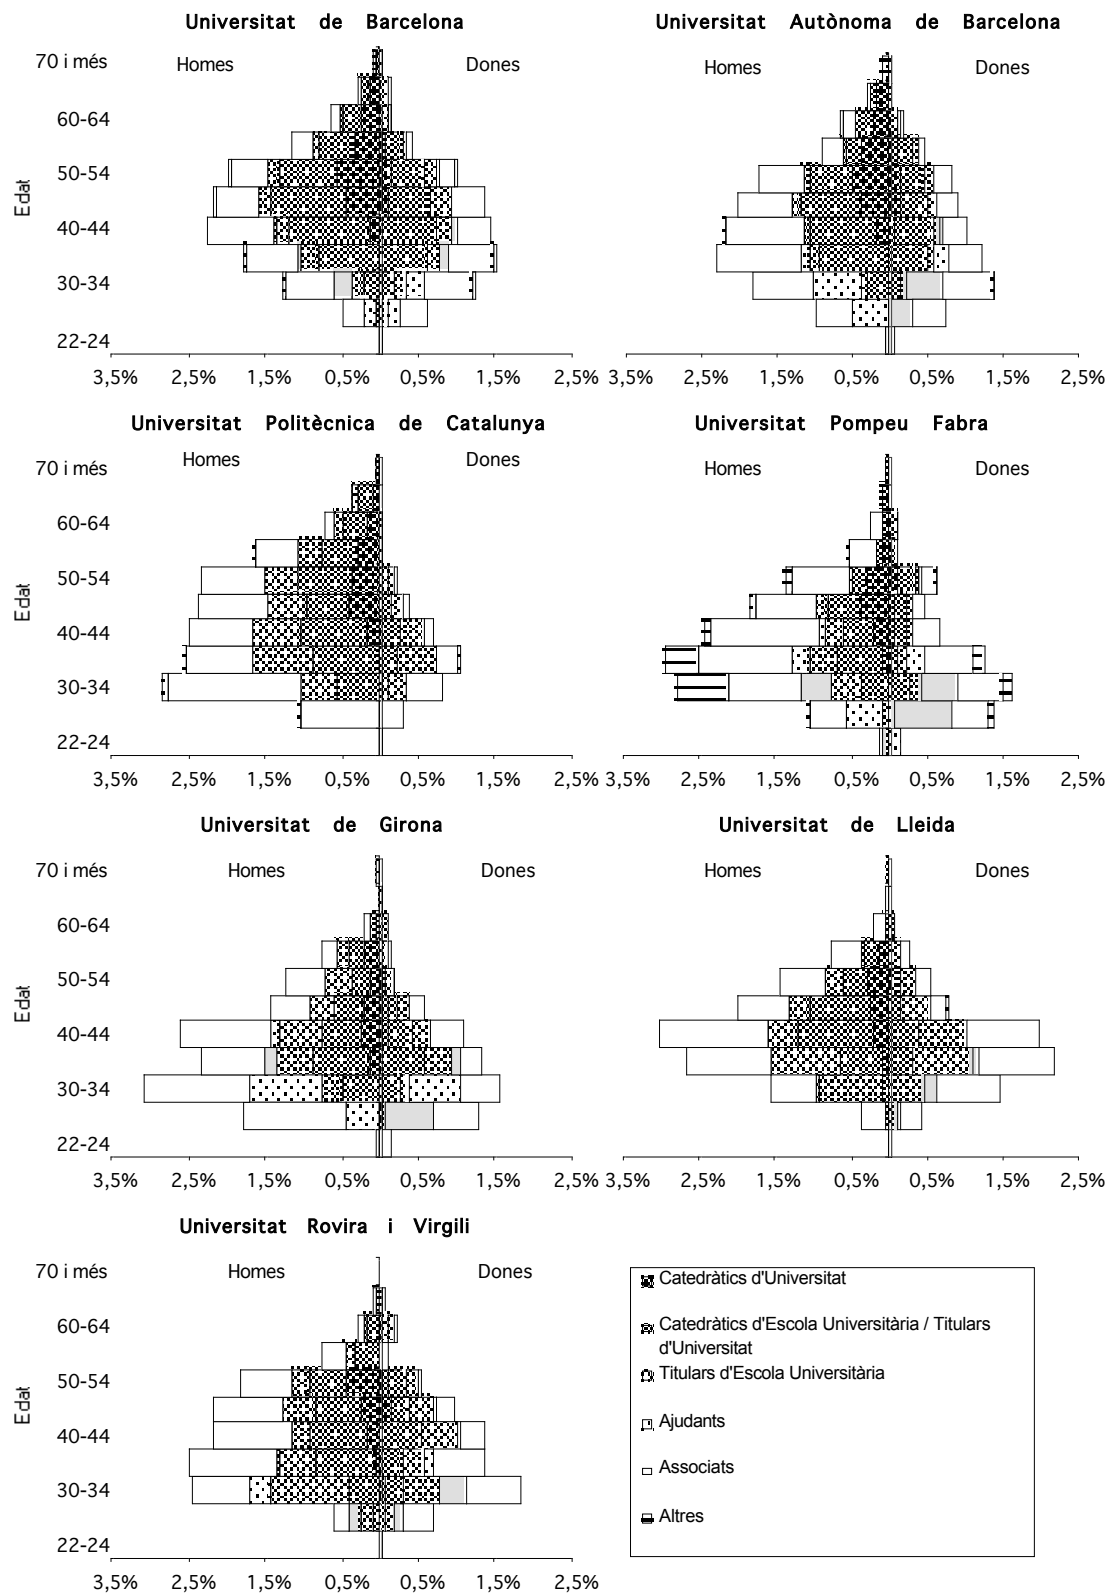 Universitat de Barcelona
Universitat Autònoma de Barcelona
70 i més
Homes
Dones
Homes
Dones
60-64
50-54
Edat
40-44
30-34
22-24
3,5% 2,5% 1,5% 0,5% 0,5% 1,5% 2,5%
3,5% 2,5% 1,5% 0,5% 0,5% 1,5% 2,5%
Universitat Politècnica de Catalunya
Universitat Pompeu Fabra
70 i més
Homes
Dones
Homes
Dones
60-64
50-54
Edat
40-44
30-34
22-24
3,5% 2,5% 1,5% 0,5% 0,5% 1,5% 2,5%
3,5% 2,5% 1,5% 0,5% 0,5% 1,5% 2,5%
Universitat de Girona
Universitat de Lleida
70 i més
Homes
Dones
Homes
Dones
60-64
50-54
Edat
40-44
30-34
22-24
3,5% 2,5% 1,5% 0,5% 0,5% 1,5% 2,5%
3,5% 2,5% 1,5% 0,5% 0,5% 1,5% 2,5%
Universitat Rovira i Virgili
70 i més
Homes
Dones
60-64
50-54
Edat
40-44
30-34
22-24
3,5% 2,5% 1,5% 0,5% 0,5% 1,5% 2,5%
Catedràtics d'Universitat
Catedràtics d'Escola Universitària / Titulars
d'Universitat
Titulars d'Escola Universitària
Ajudants
Associats
Altres